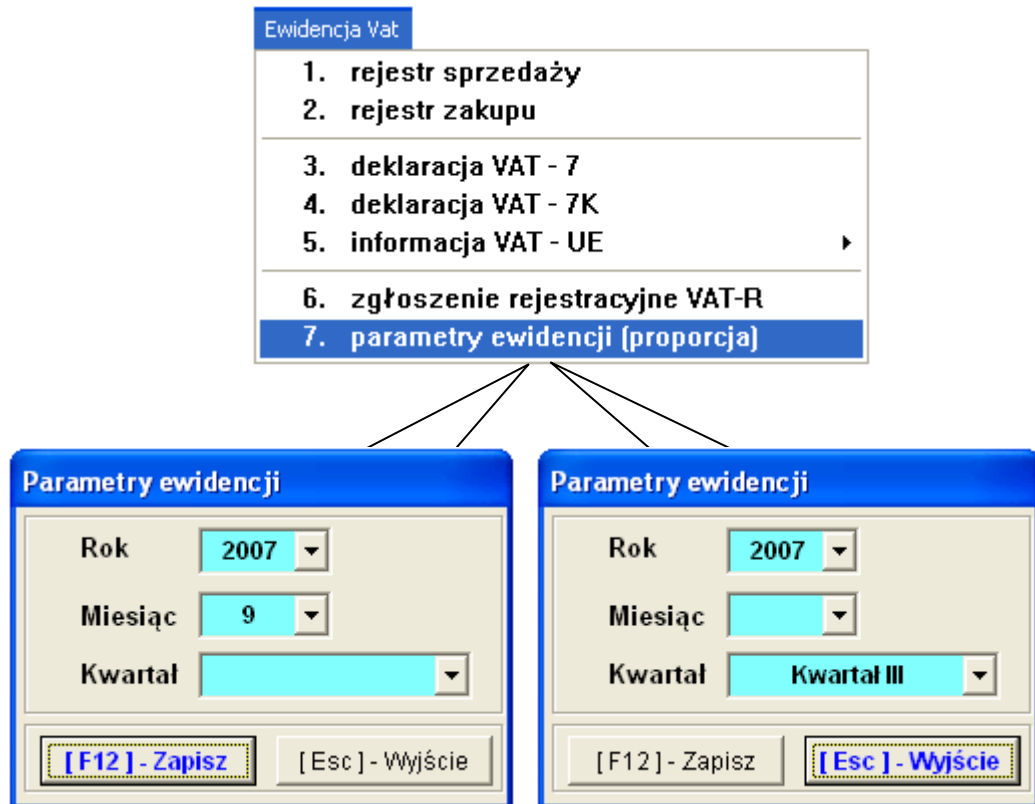 Ewidencja Vat
1. rejestr sprzedaży
2. rejestr zakupu
3. deklaracja VAT - 7
4. deklaracja VAT - 7K
5. informacja VAT - UE
6. zgłoszenie rejestracyjne VAT-R
7. parametry ewidencji (proporcja)
Parametry ewidencji
Rok 2007
Miesiąc 9
Kwartał
[ F12 ] - Zapisz [ Esc ] - Wyjście
Parametry ewidencji
Rok 2007
Miesiąc
Kwartał Kwartał III
[ F12 ] - Zapisz [ Esc ] - Wyjście